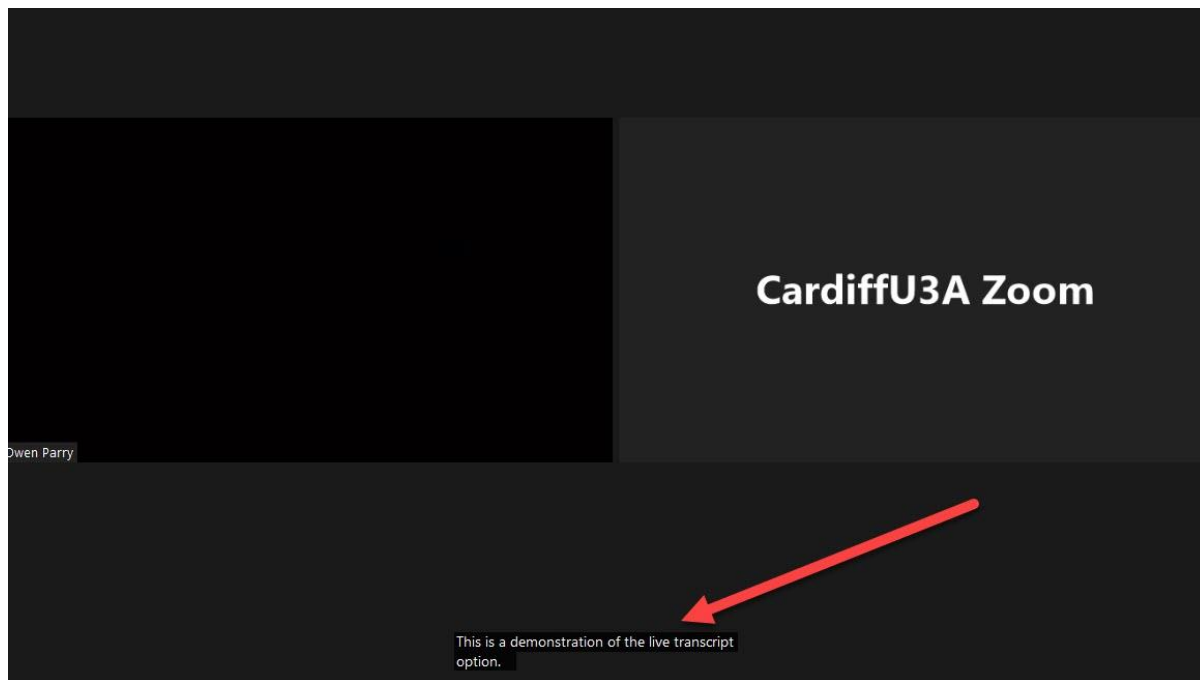 CardiffU3A Zoom
Owen Parry
This is a demonstration of the live transcript
option.